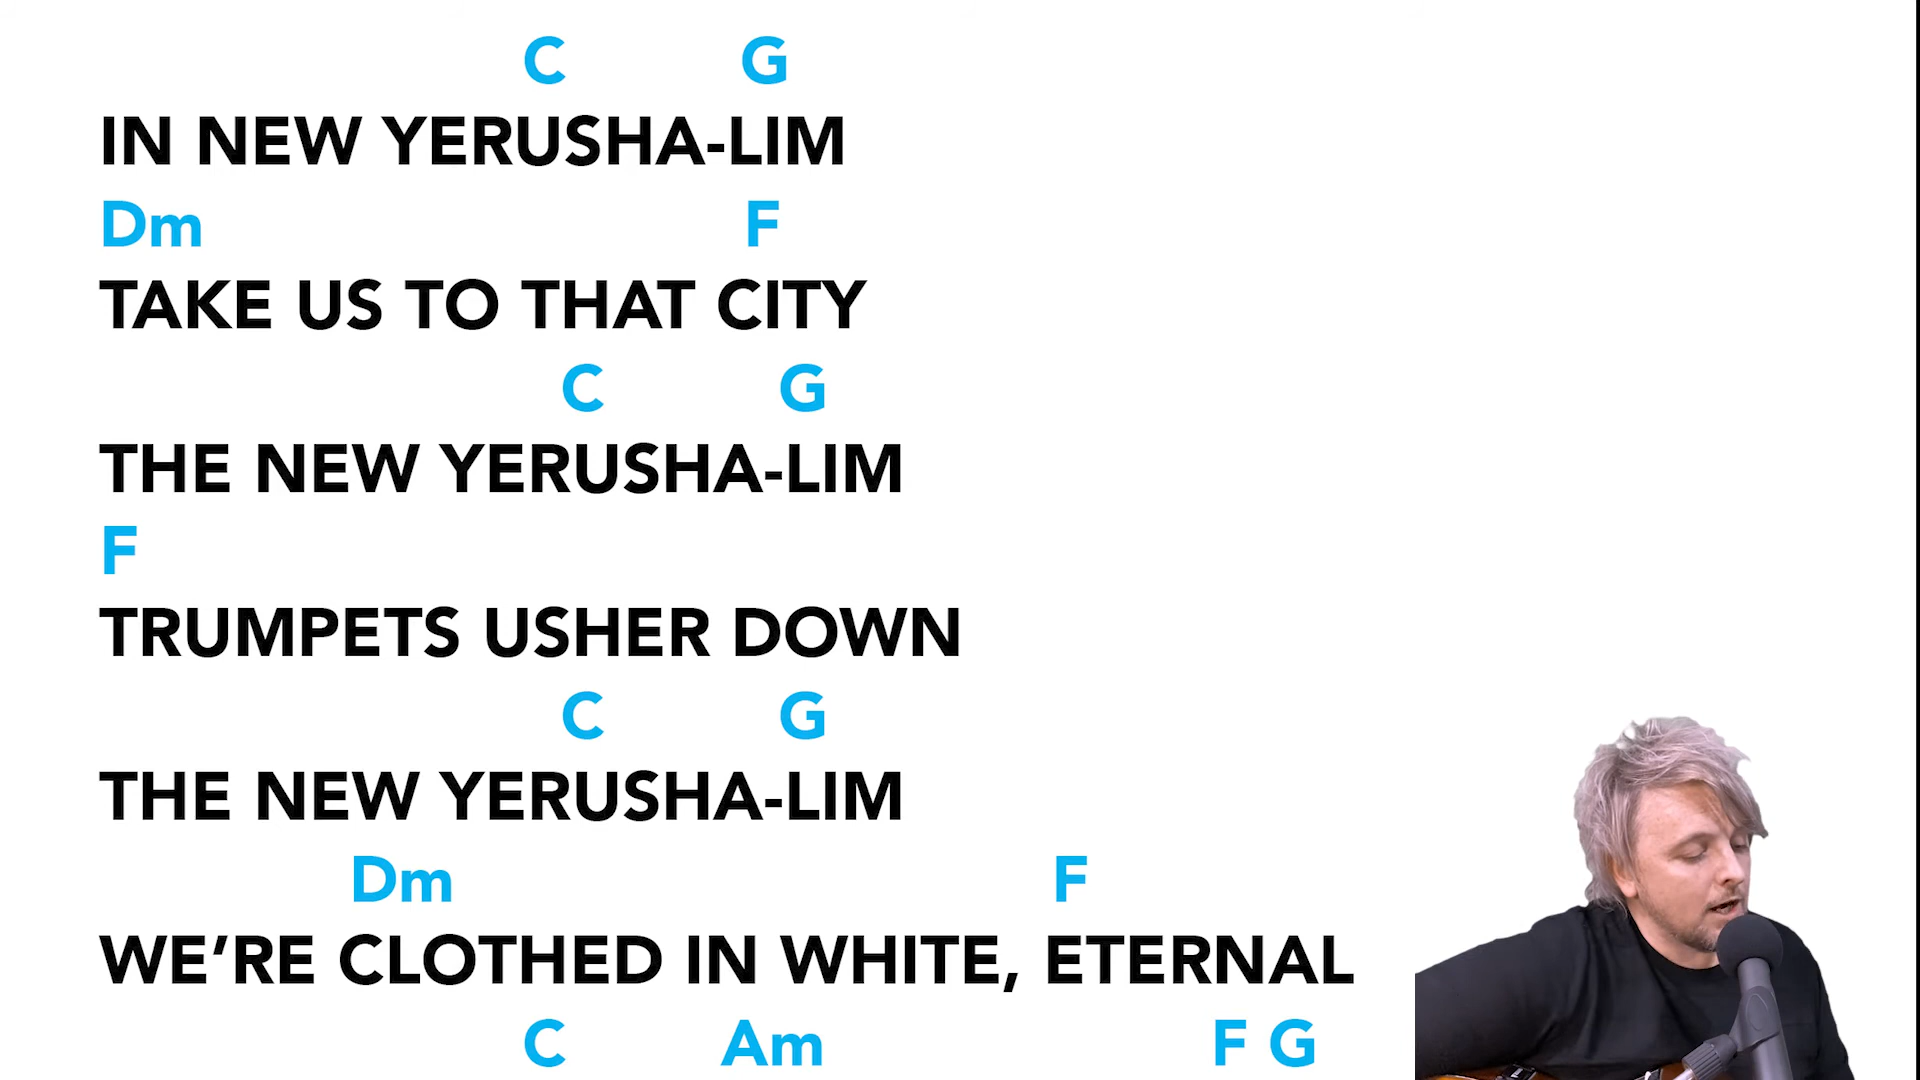 C G
IN NEW YERUSHA-LIM
Dm F
TAKE US TO THAT CITY
C G
THE NEW YERUSHA-LIM
F
TRUMPETS USHER DOWN
C G
THE NEW YERUSHA-LIM
Dm F
WE’RE CLOTHED IN WHITE, ETERNAL
C Am F G